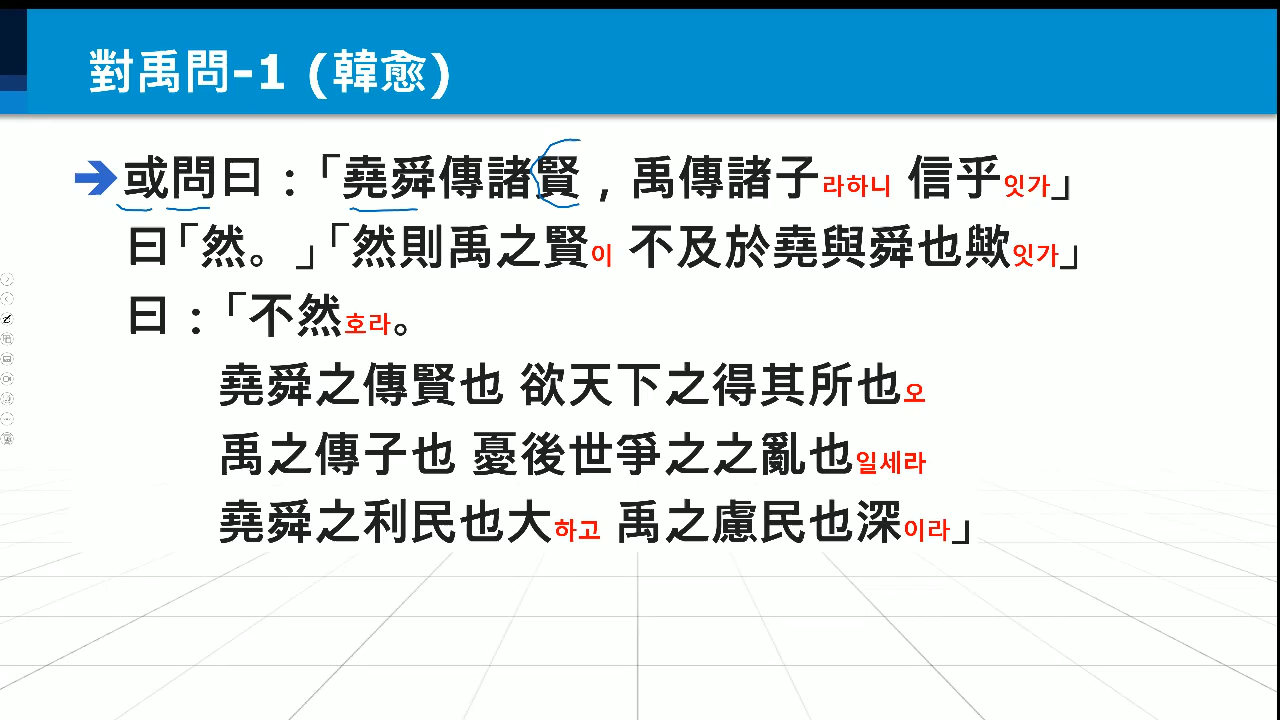 對禹問-1 (韓愈)
或問曰 :「堯舜傳諸賢 , 禹傳諸子라하니 信乎잇가」
曰「然。」「然則禹之賢이 不及於堯與舜也歟잇가」
曰 :「不然호라。
堯舜之傳賢也 欲天下之得其所也오
禹之傳子也 憂後世爭之之亂也일세라
堯舜之利民也大하고 禹之慮民也深이라」